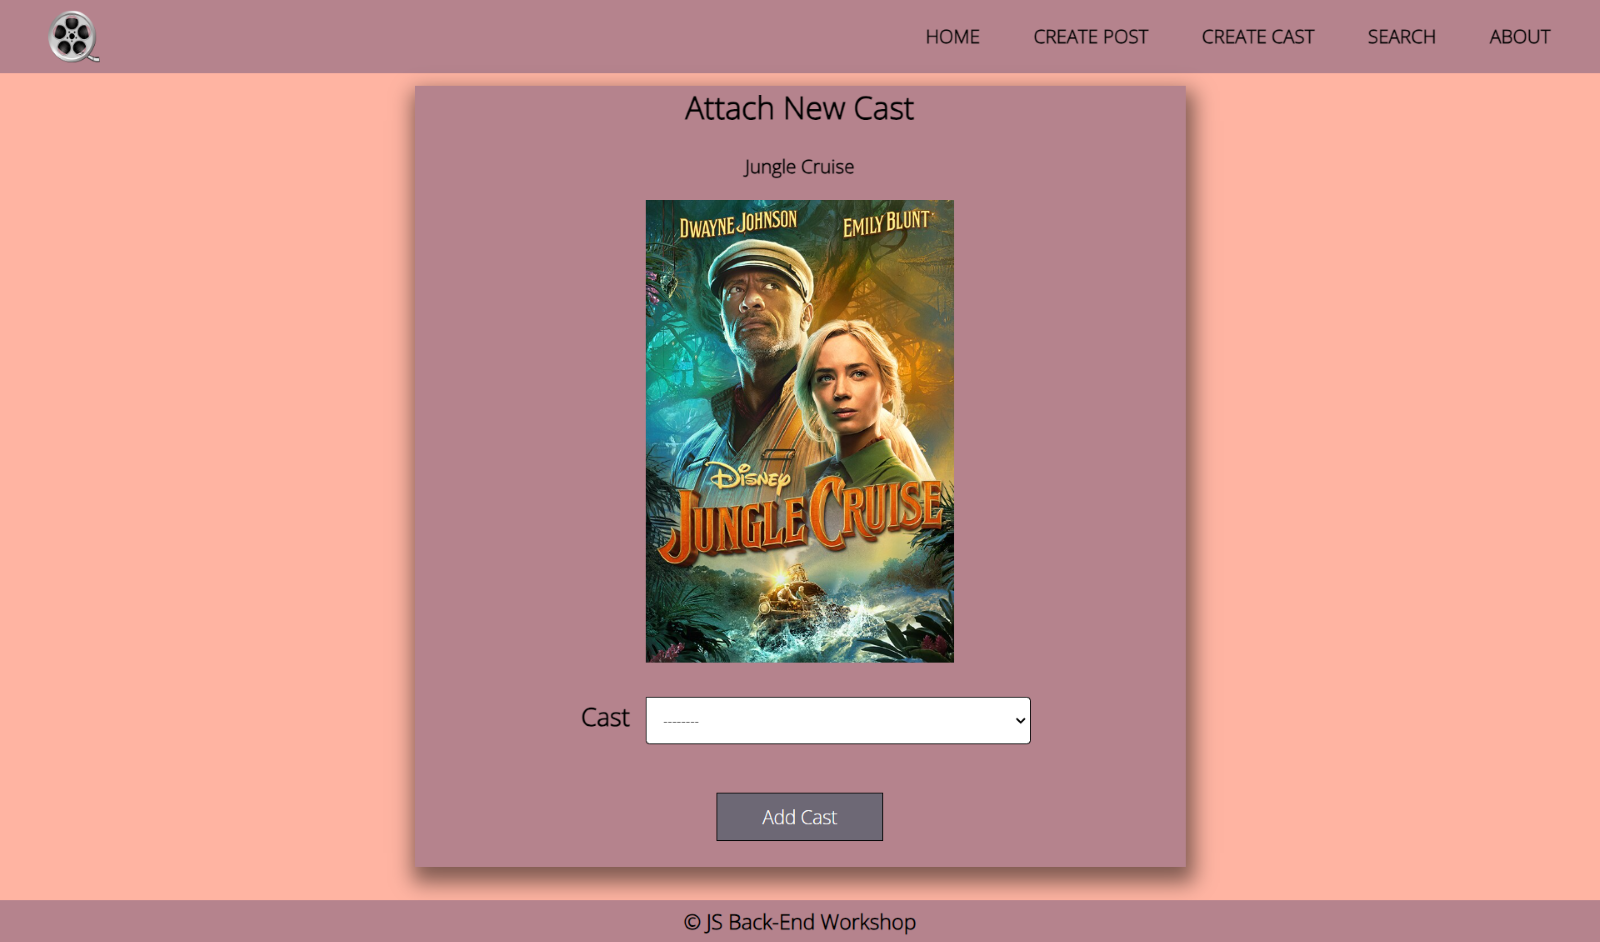 HOME CREATE POST CREATE CAST SEARCH ABOUT
Attach New Cast
Jungle Cruise
DWAYNE JOHNSON EMILY BLUNT
DISNEY
JUNGLE CRUISE
Cast --------
Add Cast
© JS Back-End Workshop